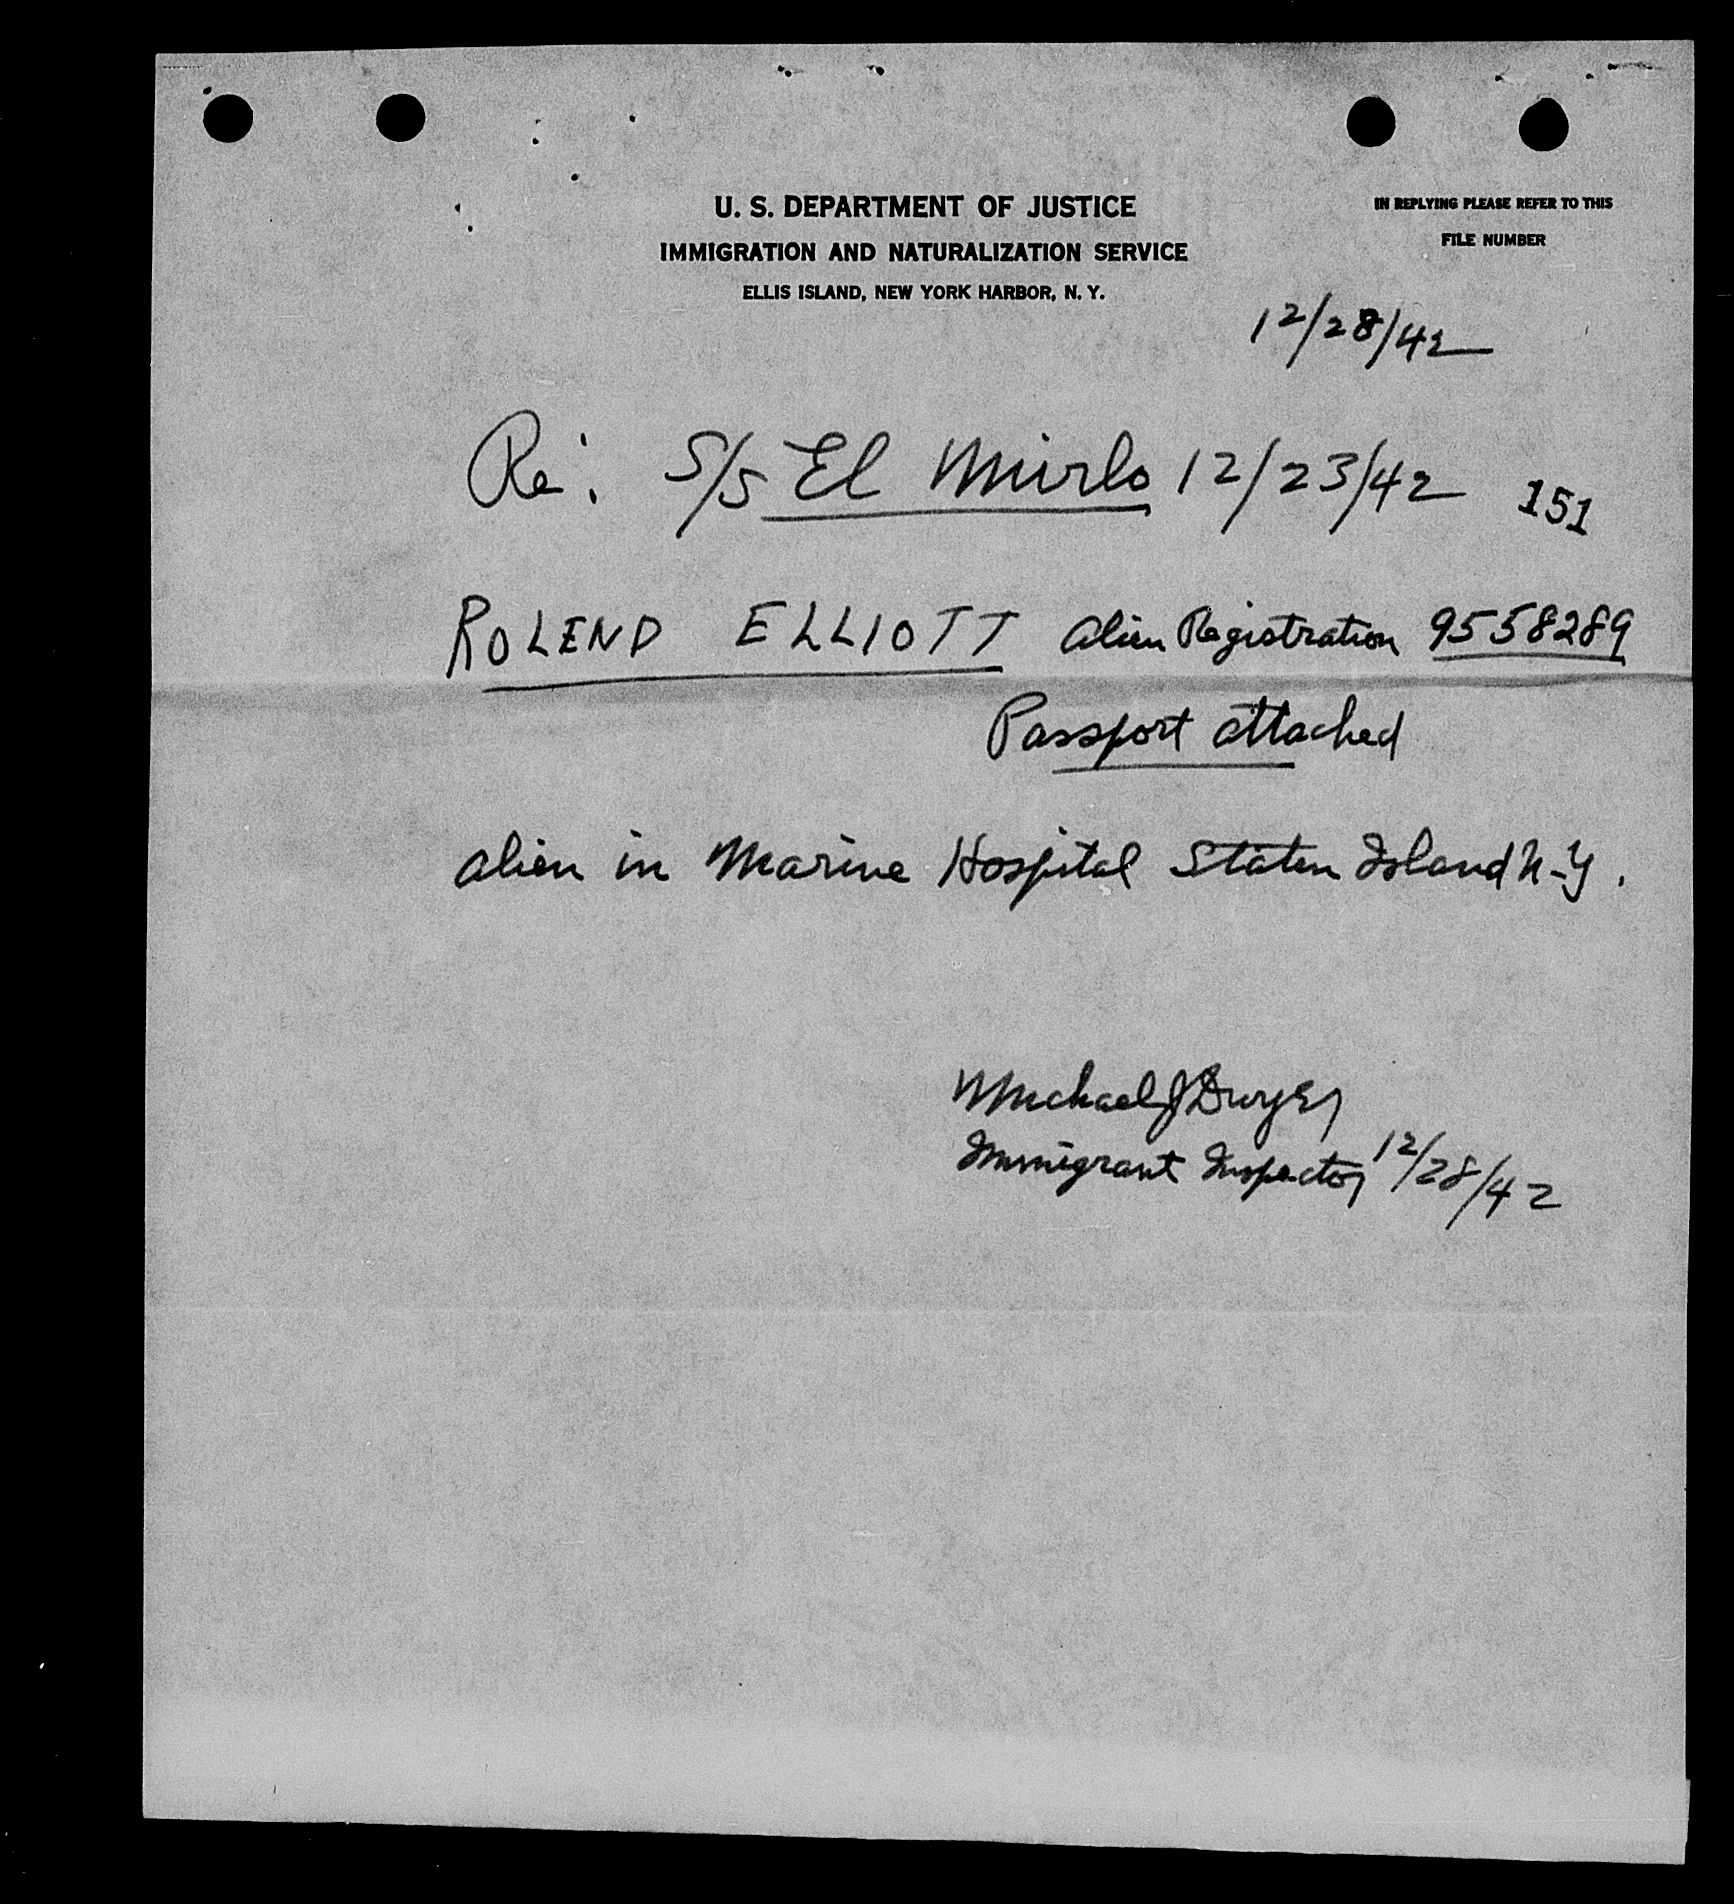 U. S. DEPARTMENT OF JUSTICE
IMMIGRATION AND NATURALIZATION SERVICE
ELLIS ISLAND, NEW YORK HARBOR, N. Y.
IN REPLYING PLEASE REFER TO THIS
FILE NUMBER
12/28/42
Re: S/S El Mirlo 12/23/42 151
ROLEND ELLIOTT Alien Registration 9558289
Passport attached
Alien in Marine Hospital Staten Island N-Y.
Michael J Dwyer
Immigrant Inspector 12/28/42